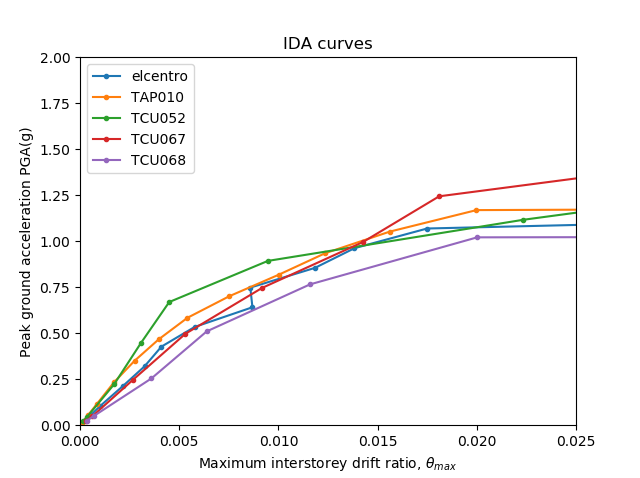 IDA curves
Peak ground acceleration PGA(g)
2.00
1.75
1.50
1.25
1.00
0.75
0.50
0.25
0.00
elcentro
TAP010
TCU052
TCU067
TCU068
0.000 0.005 0.010 0.015 0.020 0.025
Maximum interstorey drift ratio, θmax